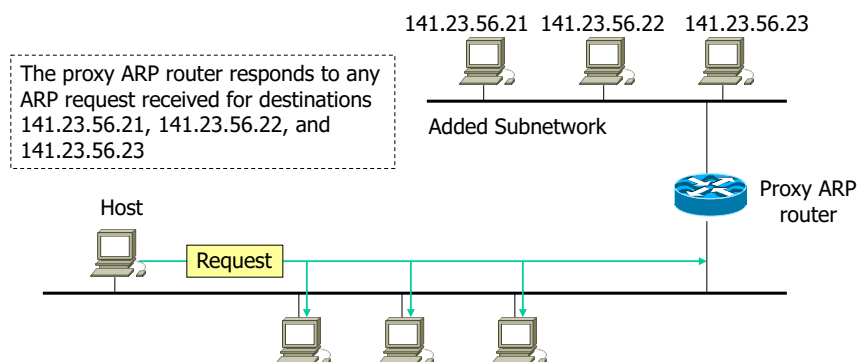 141.23.56.21 141.23.56.22 141.23.56.23
The proxy ARP router responds to any
ARP request received for destinations
141.23.56.21, 141.23.56.22, and
141.23.56.23
Added Subnetwork
Proxy ARP
router
Host
Request